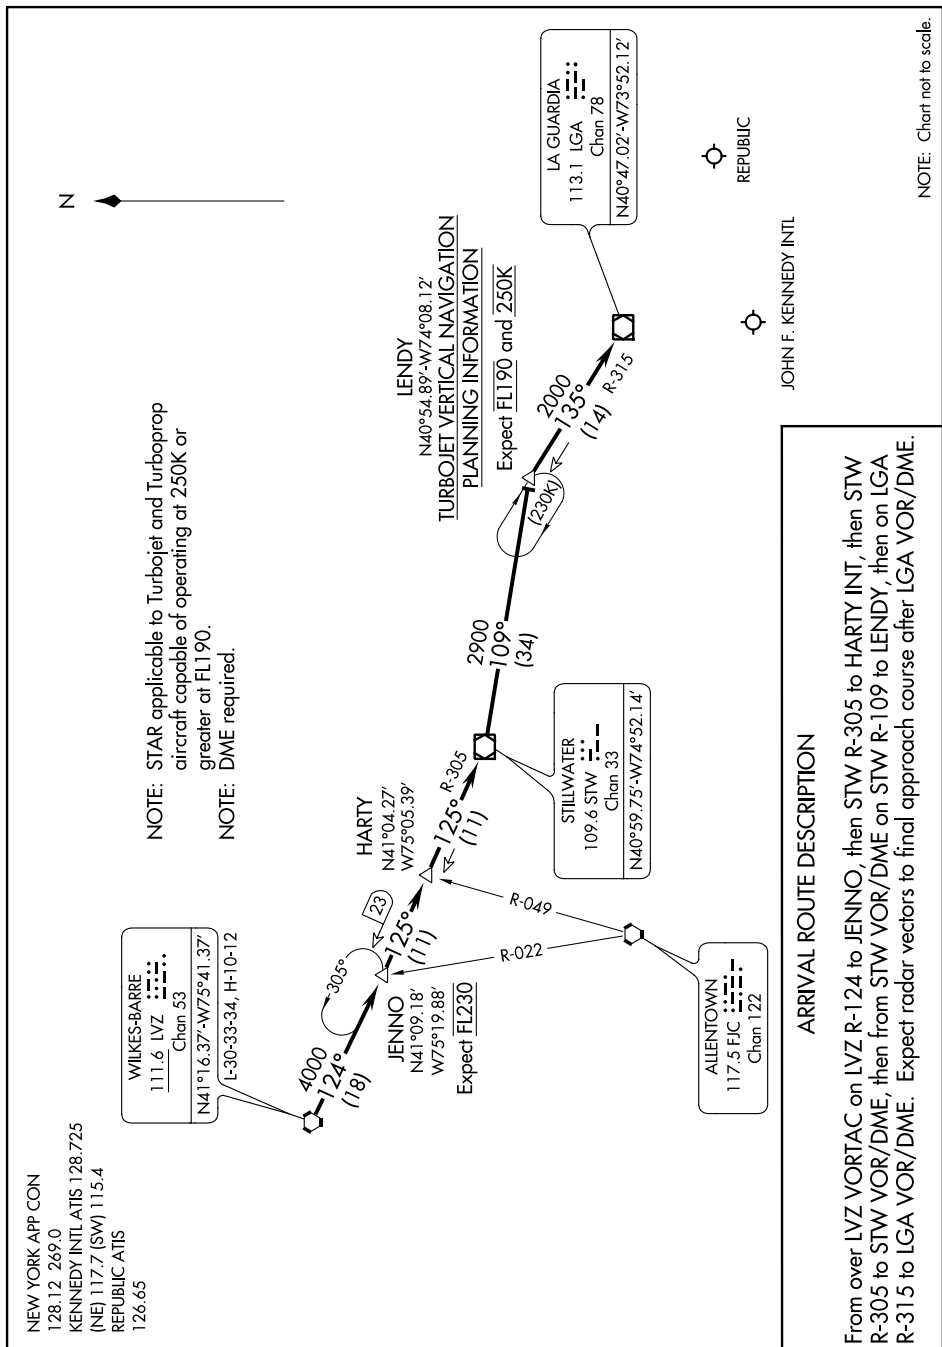 NEW YORK APP CON
128.12 269.0
KENNEDY INTL ATIS 128.725
(NE) 117.7 (SW) 115.4
REPUBLIC ATIS
126.65
NOTE: STAR applicable to Turbojet and Turboprop
aircraft capable of operating at 250K or
greater at FL190.
NOTE: DME required.
N
WILKES-BARRE
111.6 LVZ
Chan 53
N41°16.37'-W75°41.37'
L-30-33-34, H-10-12
4000
124°
(18)
305°
23
JENNO
N41°09.18'
W75°19.88'
Expect FL230
125°
(11)
HARTY
N41°04.27'
W75°05.39'
125°
(11)
R-305
R-049
R-022
ALLENTOWN
117.5 FJC
Chan 122
STILLWATER
109.6 STW
Chan 33
N40°59.75'-W74°52.14'
2900
109°
(34)
LENDY
N40°54.89'-W74°08.12'
TURBOJET VERTICAL NAVIGATION
PLANNING INFORMATION
Expect FL190 and 250K
(230K)
2000
135°
(14)
R-315
LA GUARDIA
113.1 LGA
Chan 78
N40°47.02'-W73°52.12'
REPUBLIC
JOHN F. KENNEDY INTL
NOTE: Chart not to scale.
ARRIVAL ROUTE DESCRIPTION
From over LVZ VORTAC on LVZ R-124 to JENNO, then STW R-305 to HARTY INT, then STW
R-305 to STW VOR/DME, then from STW VOR/DME on STW R-109 to LENDY, then on LGA
R-315 to LGA VOR/DME. Expect radar vectors to final approach course after LGA VOR/DME.